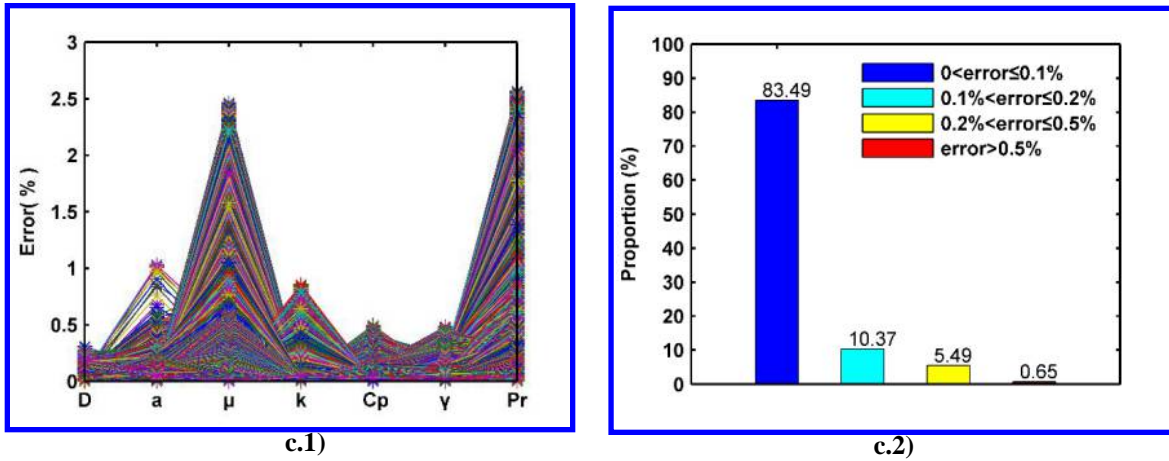 3
2.5
2
1.5
1
0.5
0
Error( % )
D a μ k Cp γ Pr
c.1)
100
90
80
70
60
50
40
30
20
10
0
Proportion (%)
0<error≤0.1%
0.1%<error≤0.2%
0.2%<error≤0.5%
error>0.5%
83.49
10.37
5.49
0.65
c.2)